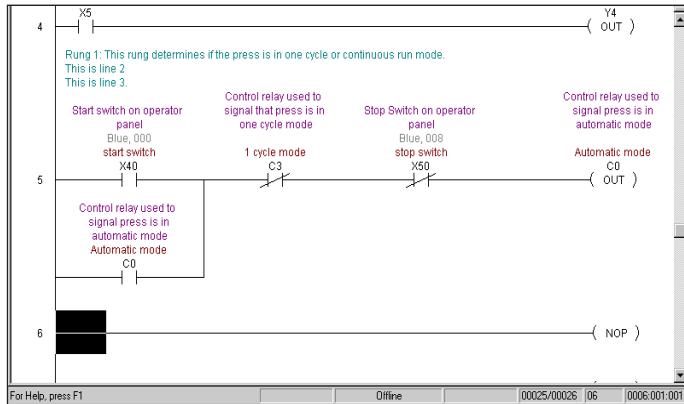 X5 Y4
4 OUT
Rung 1: This rung determines if the press is in one cycle or continuous run mode.
This is line 2
This is line 3.
Start switch on operator
panel
Blue, 000
start switch
X40
Control relay used to
signal that press is in
one cycle mode
1 cycle mode
C3
Stop Switch on operator
panel
Blue, 008
stop switch
X50
Control relay used to
signal press is in
automatic mode
Automatic mode
C0
5 OUT
Control relay used to
signal press is in
automatic mode
Automatic mode
C0
6 NOP
For Help, press F1 Offline 00025/00026 06 0006:001:001